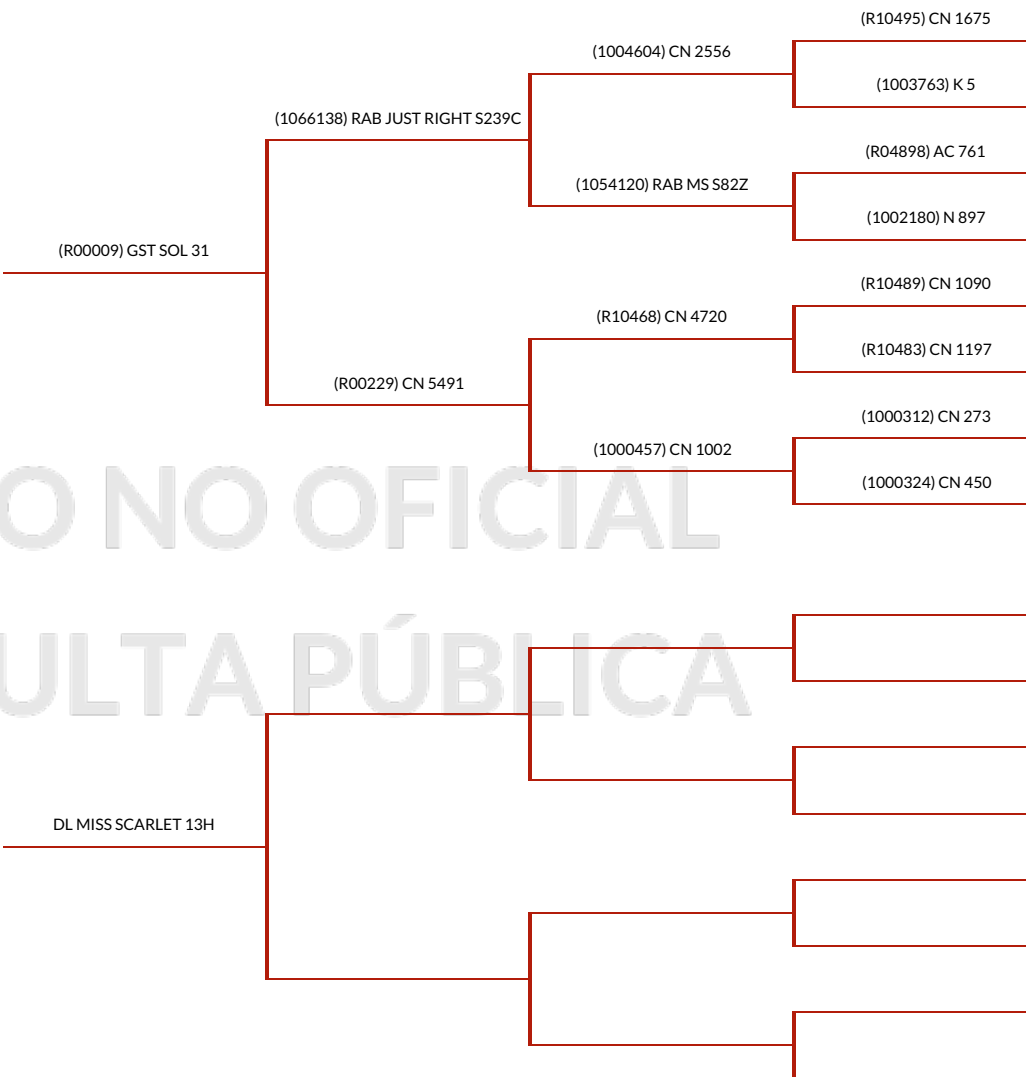 (R10495) CN 1675
(1004604) CN 2556
(1003763) K 5
(1066138) RAB JUST RIGHT S239C
(R04898) AC 761
(1054120) RAB MS S82Z
(1002180) N 897
(R00009) GST SOL 31
(R10489) CN 1090
(R10468) CN 4720
(R10483) CN 1197
(R00229) CN 5491
(1000312) CN 273
(1000457) CN 1002
(1000324) CN 450
O NO OFICIAL
ULTA PÚBLICA
DL MISS SCARLET 13H